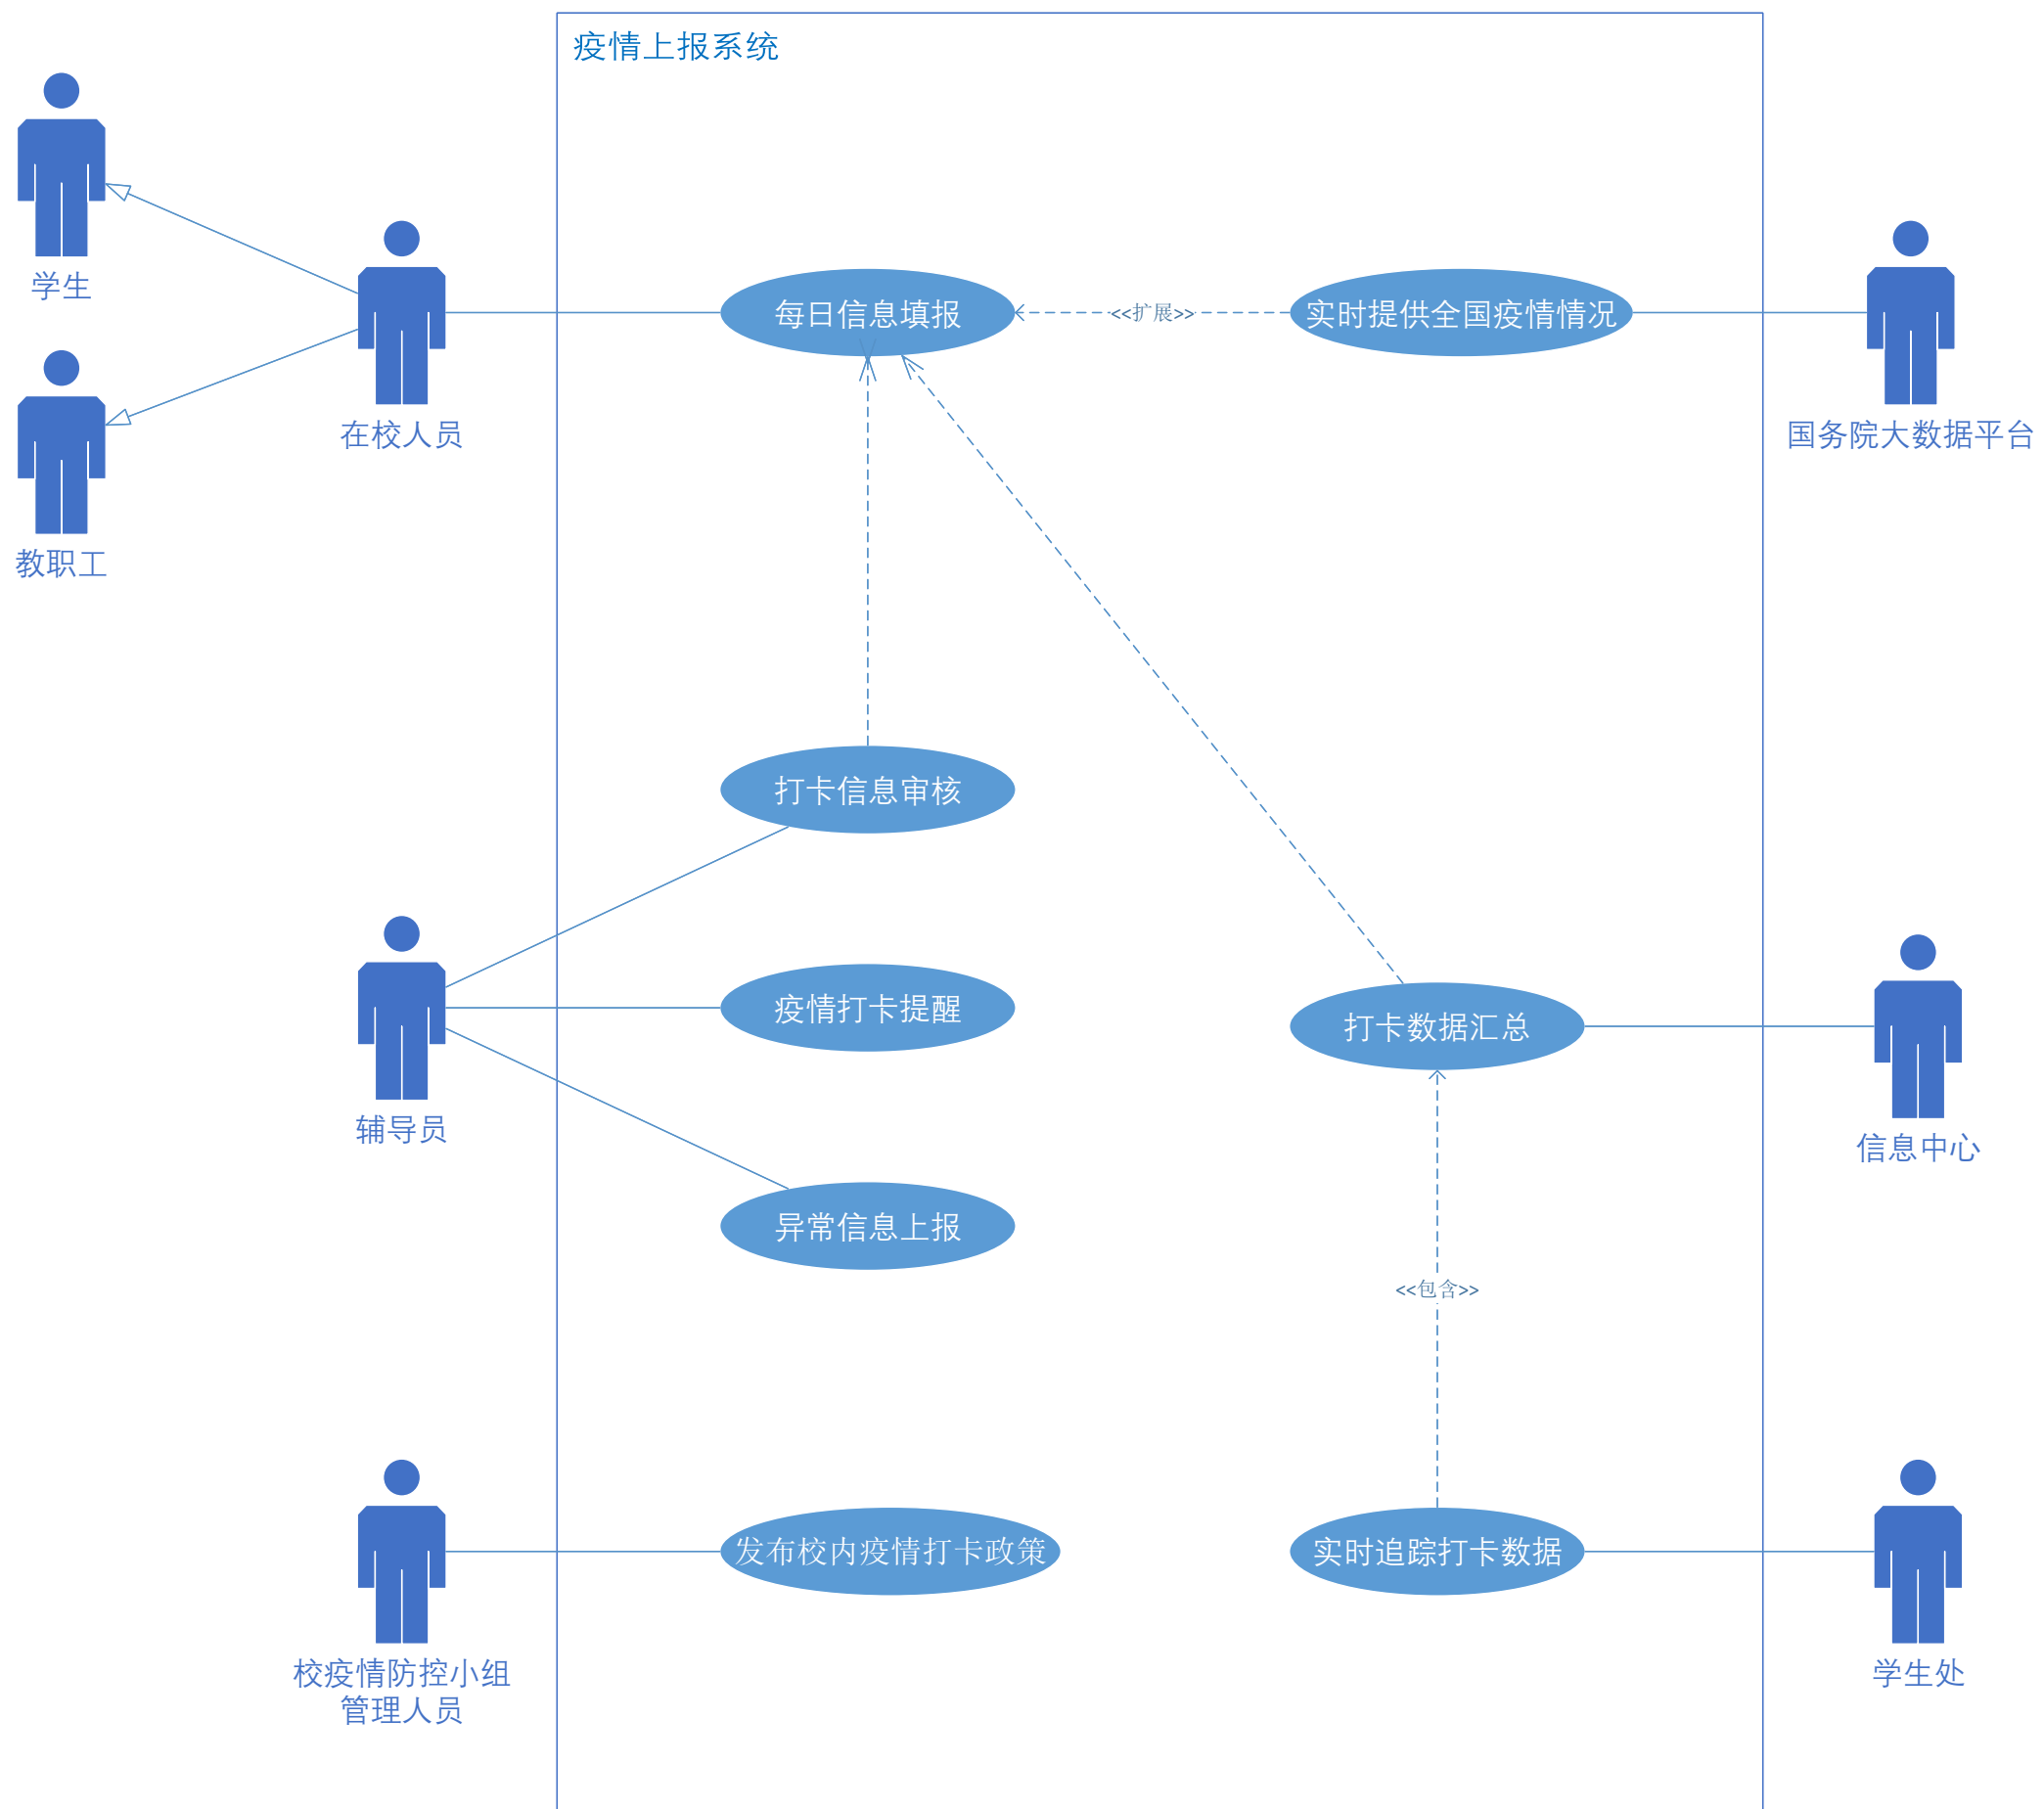 疫情上报系统
学生
在校人员
教职工
每日信息填报
<<扩展>>
实时提供全国疫情情况
国务院大数据平台
打卡信息审核
疫情打卡提醒
辅导员
异常信息上报
打卡数据汇总
信息中心
<<包含>>
发布校内疫情打卡政策
实时追踪打卡数据
校疫情防控小组
管理人员
学生处